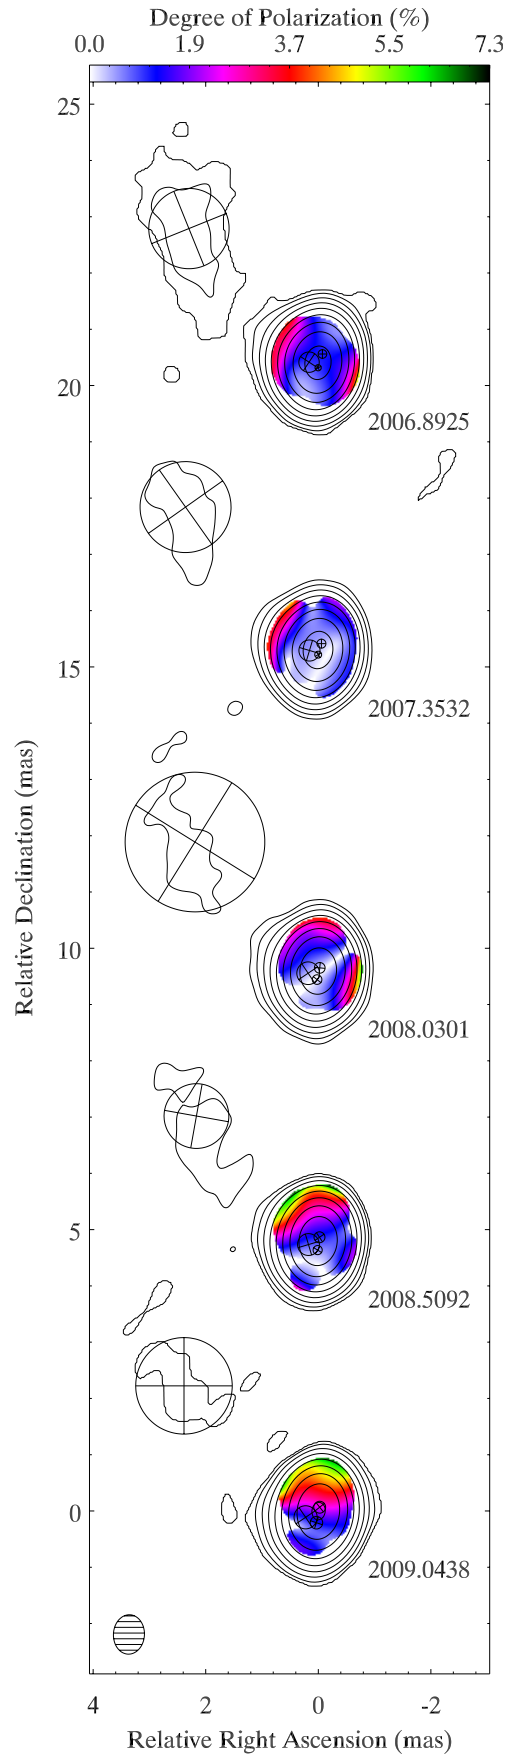 Degree of Polarization (%)
0.0 1.9 3.7 5.5 7.3
25
20
2006.8925
15
2007.3532
Relative Declination (mas)
10
2008.0301
5
2008.5092
0
2009.0438
4 2 0 -2
Relative Right Ascension (mas)